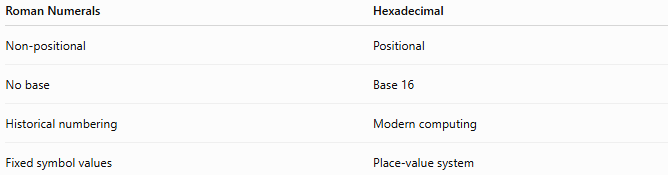 Roman Numerals Hexadecimal
Non-positional Positional
No base Base 16
Historical numbering Modern computing
Fixed symbol values Place-value system